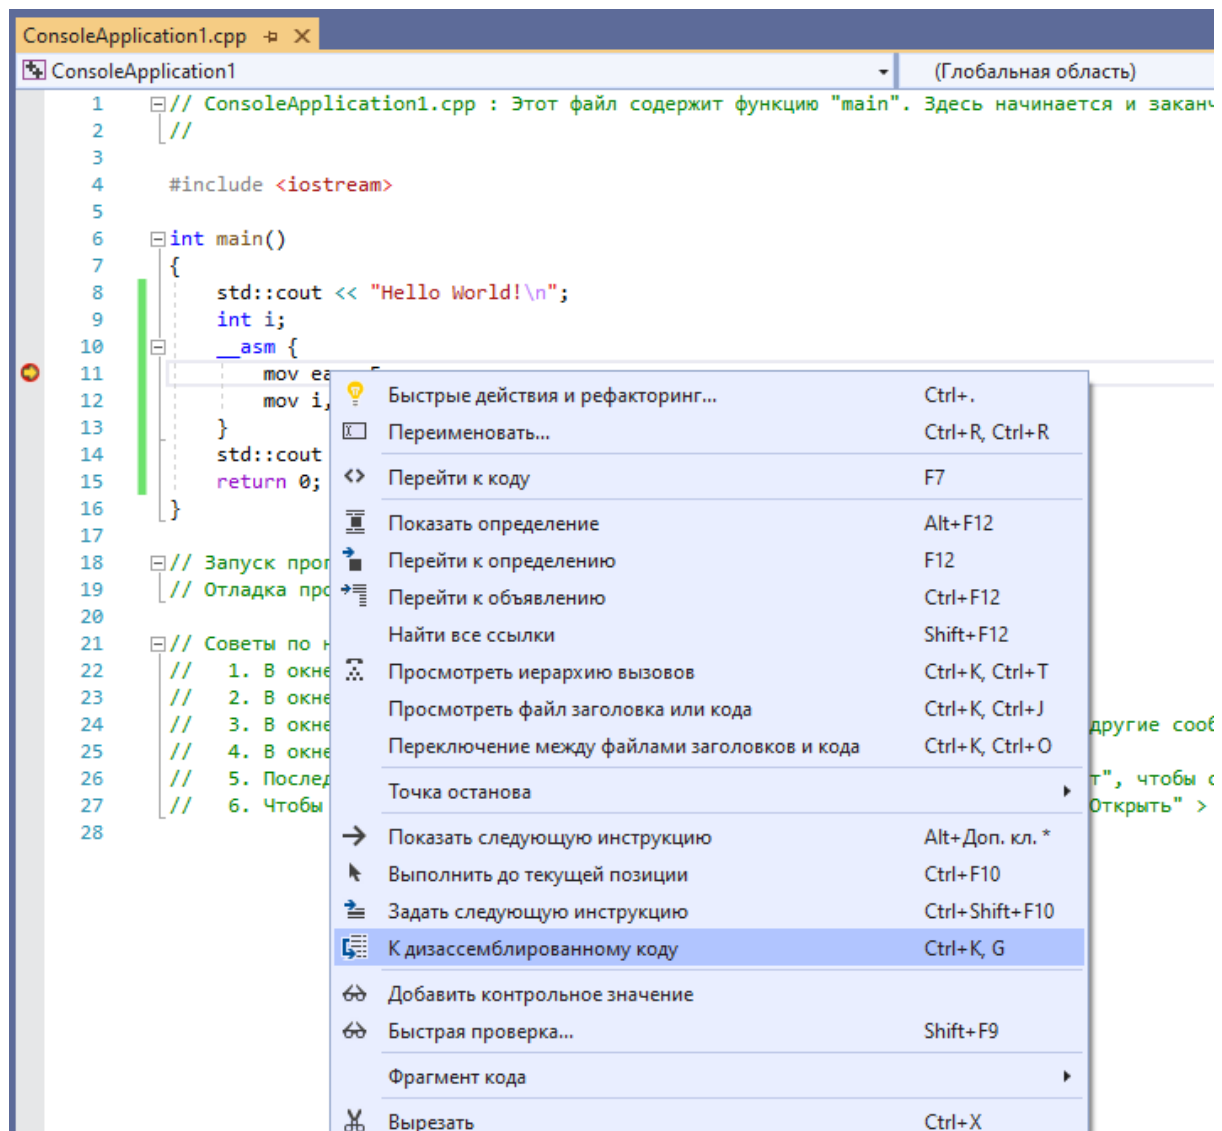 ConsoleApplication1.cpp
ConsoleApplication1 (Глобальная область)
1 // ConsoleApplication1.cpp : Этот файл содержит функцию "main". Здесь начинается и
2 //
3
4 #include <iostream>
5
6 int main()
7 {
8 std::cout << "Hello World!\n";
9 int i;
10 __asm {
11 mov
12 mov i,
13 }
14 std::cout
15 return 0;
16 }
17
18 // Запуск
19 // Отладка
20
21 // Советы по
22 // 1. В окне
23 // 2. В окне
24 // 3. В окне другие
25 // 4. В окне
26 // 5. чтобы
27 // 6. Чтобы Открыть" >
28
Быстрые действия и рефакторинг... Ctrl+.
Переименовать... Ctrl+R, Ctrl+R
Перейти к коду F7
Показать определение Alt+F12
Перейти к определению F12
Перейти к объявлению Ctrl+F12
Найти все ссылки Shift+F12
Просмотреть иерархию вызовов Ctrl+K, Ctrl+T
Просмотреть файл заголовка или кода Ctrl+K, Ctrl+J
Переключение между файлами заголовков и кода Ctrl+K, Ctrl+O
Точка останова
Показать следующую инструкцию Alt+Доп. кл. *
Выполнить до текущей позиции Ctrl+F10
Задать следующую инструкцию Ctrl+Shift+F10
К дизассемблированному коду Ctrl+K, G
Добавить контрольное значение
Быстрая проверка... Shift+F9
Фрагмент кода
Вырезать Ctrl+X